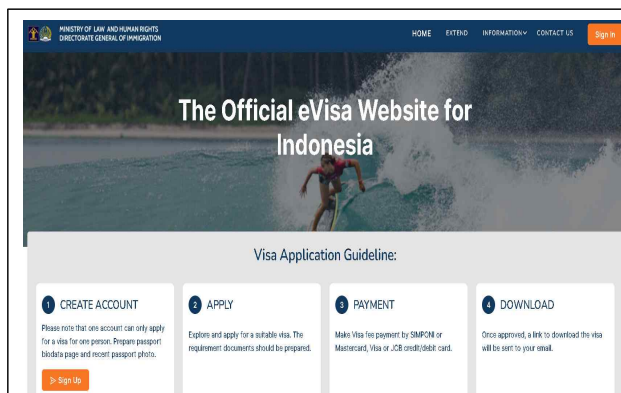 MINISTRY OF LAW AND HUMAN RIGHTS
DIRECTORATE GENERAL OF IMMIGRATION
HOME
EXTEND
INFORMATION
CONTACT US
Sign in
The Official eVisa Website for
Indonesia
Visa Application Guideline:
1 CREATE ACCOUNT
Please note that one account can only apply
for a visa for one person. Prepare passport
biodata page and recent passport photo.
Sign Up
2 APPLY
Explore and apply for a suitable visa. The
requirement documents should be prepared.
3 PAYMENT
Make Visa fee payment by SIMPONI or
Mastercard, Visa or JCB credit/debit card.
4 DOWNLOAD
Once approved, a link to download the visa
will be sent to your email.